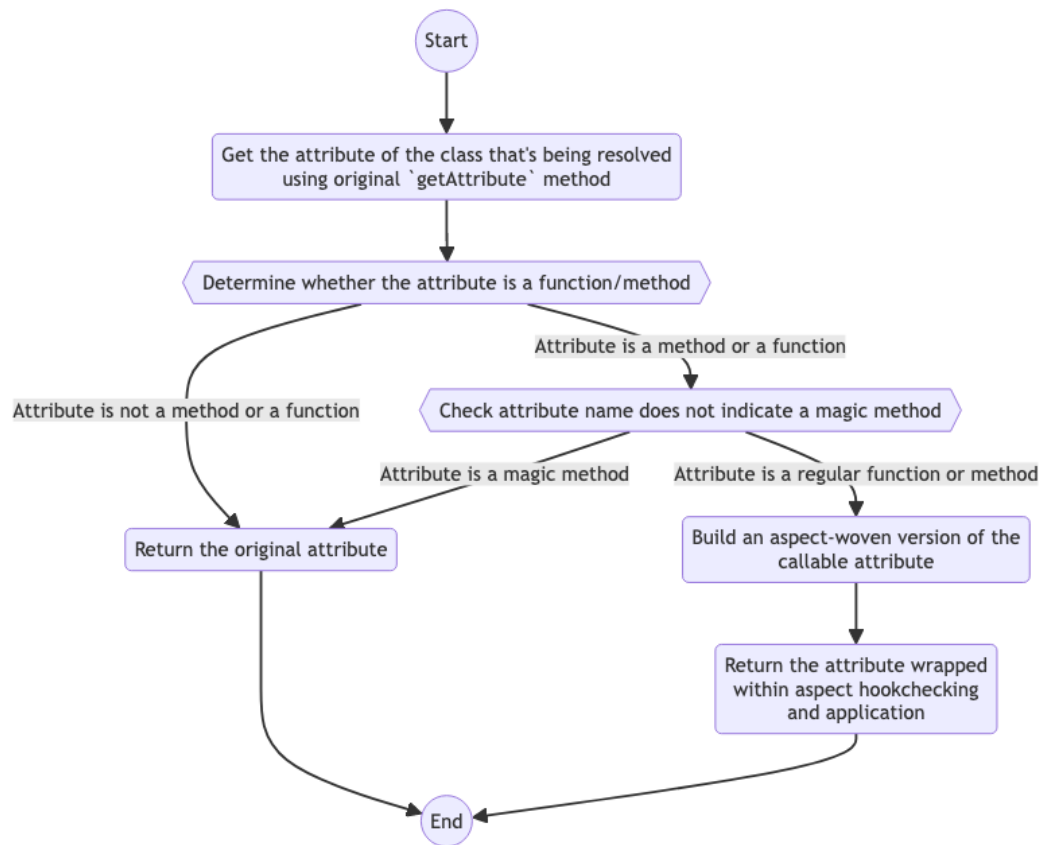 Start
Get the attribute of the class that's being resolved
using original `getAttribute` method
Determine whether the attribute is a function/method
Attribute is a method or a function
Attribute is not a method or a function
Check attribute name does not indicate a magic method
Attribute is a magic method
Attribute is a regular function or method
Return the original attribute
Build an aspect-woven version of the
callable attribute
Return the attribute wrapped
within aspect hookchecking
and application
End